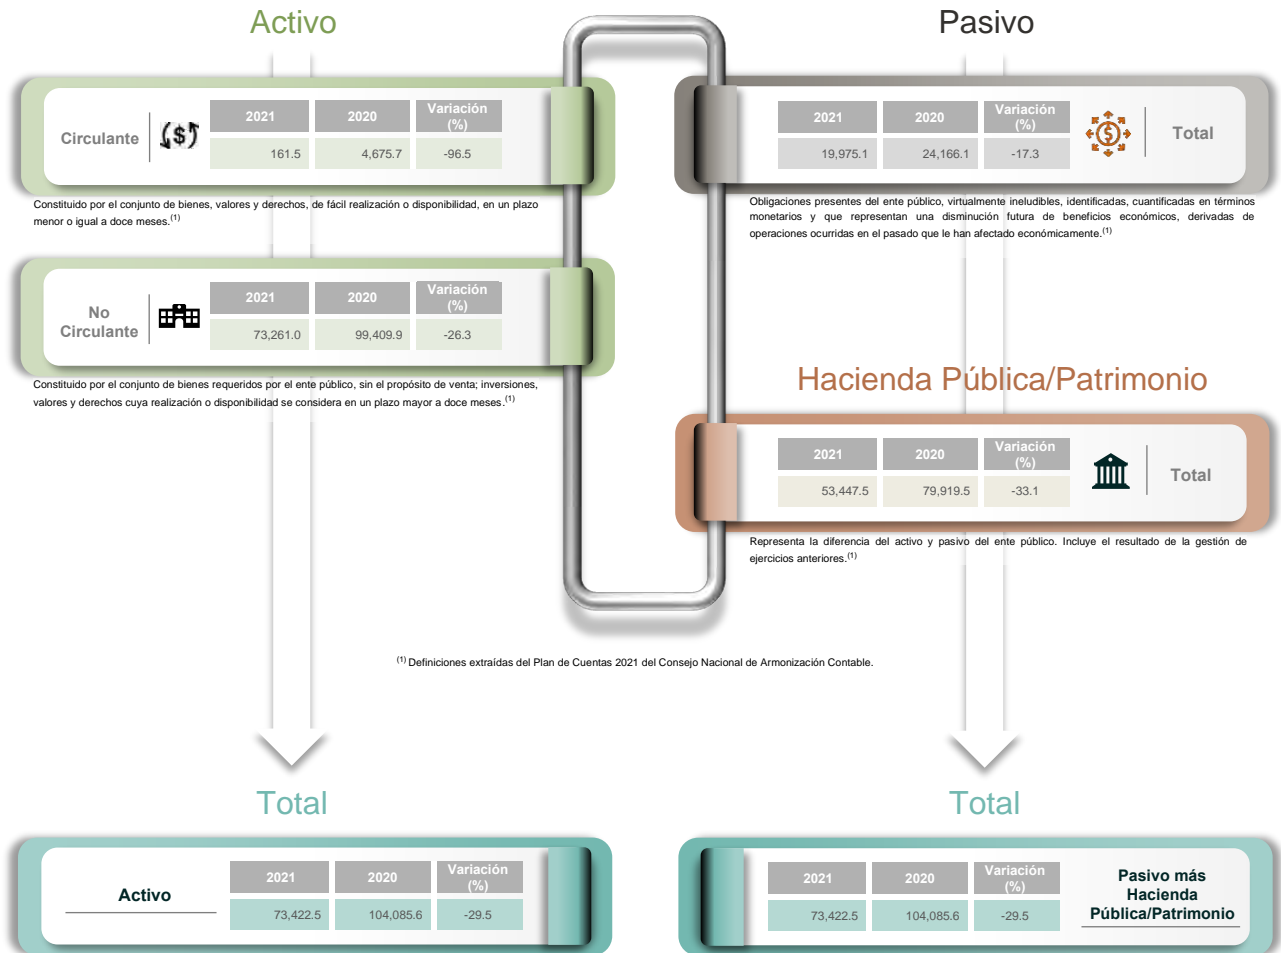 Activo
Circulante
2021 2020 Variación (%)
161.5 4,675.7 -96.5
Constituido por el conjunto de bienes, valores y derechos, de fácil realización o disponibilidad, en un plazo
menor o igual a doce meses.(1)
No
Circulante
2021 2020 Variación (%)
73,261.0 99,409.9 -26.3
Constituido por el conjunto de bienes requeridos por el ente público, sin el propósito de venta; inversiones,
valores y derechos cuya realización o disponibilidad se considera en un plazo mayor a doce meses.(1)
Pasivo
2021 2020 Variación (%)
19,975.1 24,166.1 -17.3
Total
Obligaciones presentes del ente público, virtualmente ineludibles, identificadas, cuantificadas en términos
monetarios y que representan una disminución futura de beneficios económicos, derivadas de
operaciones ocurridas en el pasado que le han afectado económicamente.(1)
Hacienda Pública/Patrimonio
2021 2020 Variación (%)
53,447.5 79,919.5 -33.1
Total
Representa la diferencia del activo y pasivo del ente público. Incluye el resultado de la gestión de
ejercicios anteriores.(1)
(1) Definiciones extraídas del Plan de Cuentas 2021 del Consejo Nacional de Armonización Contable.
Total
Activo
2021 2020 Variación (%)
73,422.5 104,085.6 -29.5
Total
2021 2020 Variación (%)
73,422.5 104,085.6 -29.5
Pasivo más
Hacienda
Pública/Patrimonio